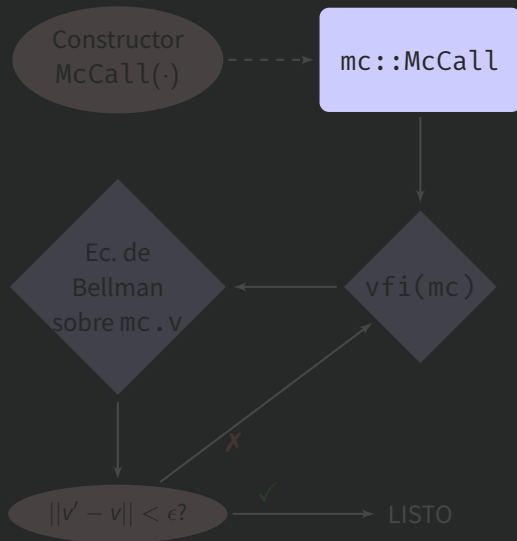 Constructor
McCall(·)
mc::McCall
Ec. de
Bellman
sobre mc.v
vfi(mc)
✗
✓
||v′ − v|| < ϵ?
LISTO